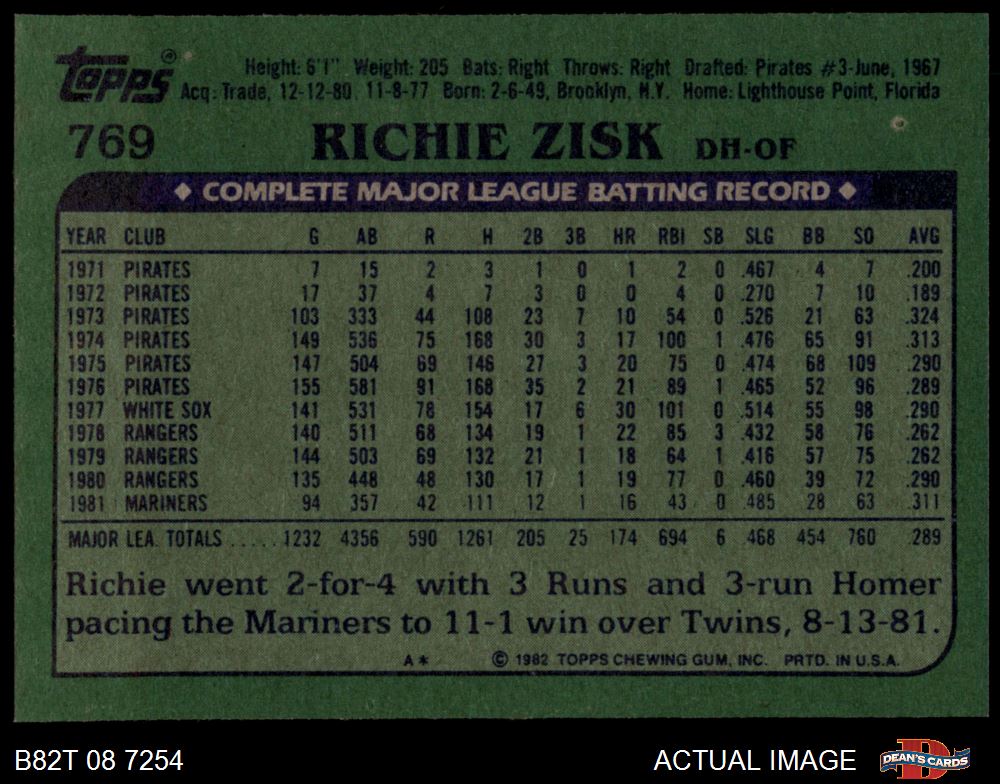 Topps®
Height: 6'1" Weight: 205 Bats: Right Throws: Right Drafted: Pirates #3-June, 1967
Acq: Trade, 12-12-80, 11-8-77 Born: 2-6-49, Brooklyn, N.Y. Home: Lighthouse Point, Florida
769 RICHIE ZISK DH-OF
◆ COMPLETE MAJOR LEAGUE BATTING RECORD ◆
YEAR CLUB G AB R H 2B 3B HR RBI SB SLG BB SO AVG
1971 PIRATES 7 15 2 3 1 0 1 2 0 .467 4 7 .200
1972 PIRATES 17 37 4 7 3 0 0 4 0 .270 7 10 .189
1973 PIRATES 103 333 44 108 23 7 10 54 0 .526 21 63 .324
1974 PIRATES 149 536 75 168 30 3 17 100 1 .476 65 91 .313
1975 PIRATES 147 504 69 146 27 3 20 75 0 .474 68 109 .290
1976 PIRATES 155 581 91 168 35 2 21 89 1 .465 52 96 .289
1977 WHITE SOX 141 531 78 154 17 6 30 101 0 .514 55 98 .290
1978 RANGERS 140 511 68 134 19 1 22 85 3 .432 58 76 .262
1979 RANGERS 144 503 69 132 21 1 18 64 1 .416 57 75 .262
1980 RANGERS 135 448 48 130 17 1 19 77 0 .460 39 72 .290
1981 MARINERS 94 357 42 111 12 1 16 43 0 .485 28 63 .311
MAJOR LEA. TOTALS ..... 1232 4356 590 1261 205 25 174 694 6 .468 454 760 .289
Richie went 2-for-4 with 3 Runs and 3-run Homer
pacing the Mariners to 11-1 win over Twins, 8-13-81.
A* © 1982 TOPPS CHEWING GUM, INC. PRTD. IN U.S.A.
B82T 08 7254 ACTUAL IMAGE D DEAN'S CARDS